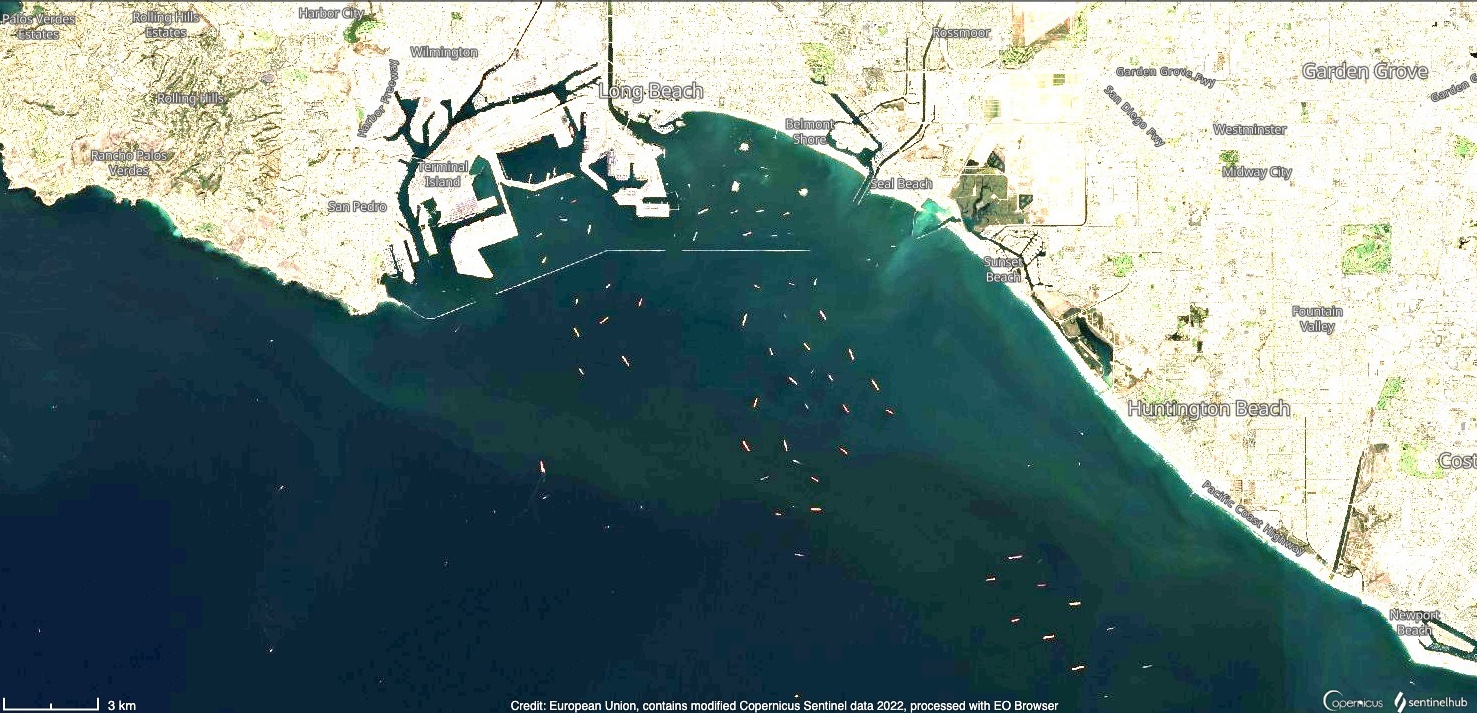 Palos Verdes
Estates
Rolling Hills
Estates
Harbor City
Wilmington
Rossmoor
Garden Grove Fwy
Garden Grove
Garden G
Rolling Hills
Harbor Freeway
Long Beach
San Diego Fwy
Belmont
Shore
Westminster
Rancho Palos
Verdes
Terminal
Island
Midway City
Seal Beach
San Pedro
Sunset
Beach
Fountain
Valley
Huntington Beach
Cost
Pacific Coast Highway
Newport
Beach
3 km
Credit: European Union, contains modified Copernicus Sentinel data 2022, processed with EO Browser
opernicus
sentinelhub